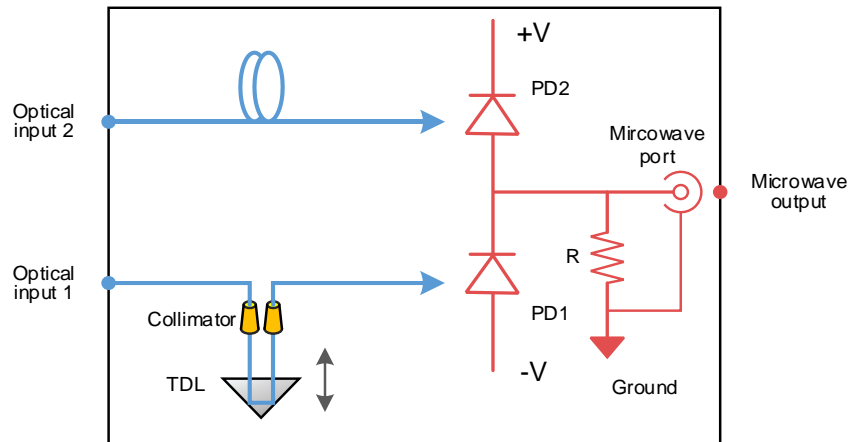 +V
PD2
Optical
input 2
Mircowave
port
Microwave
output
Optical
input 1
R
Collimator
PD1
TDL
-V
Ground